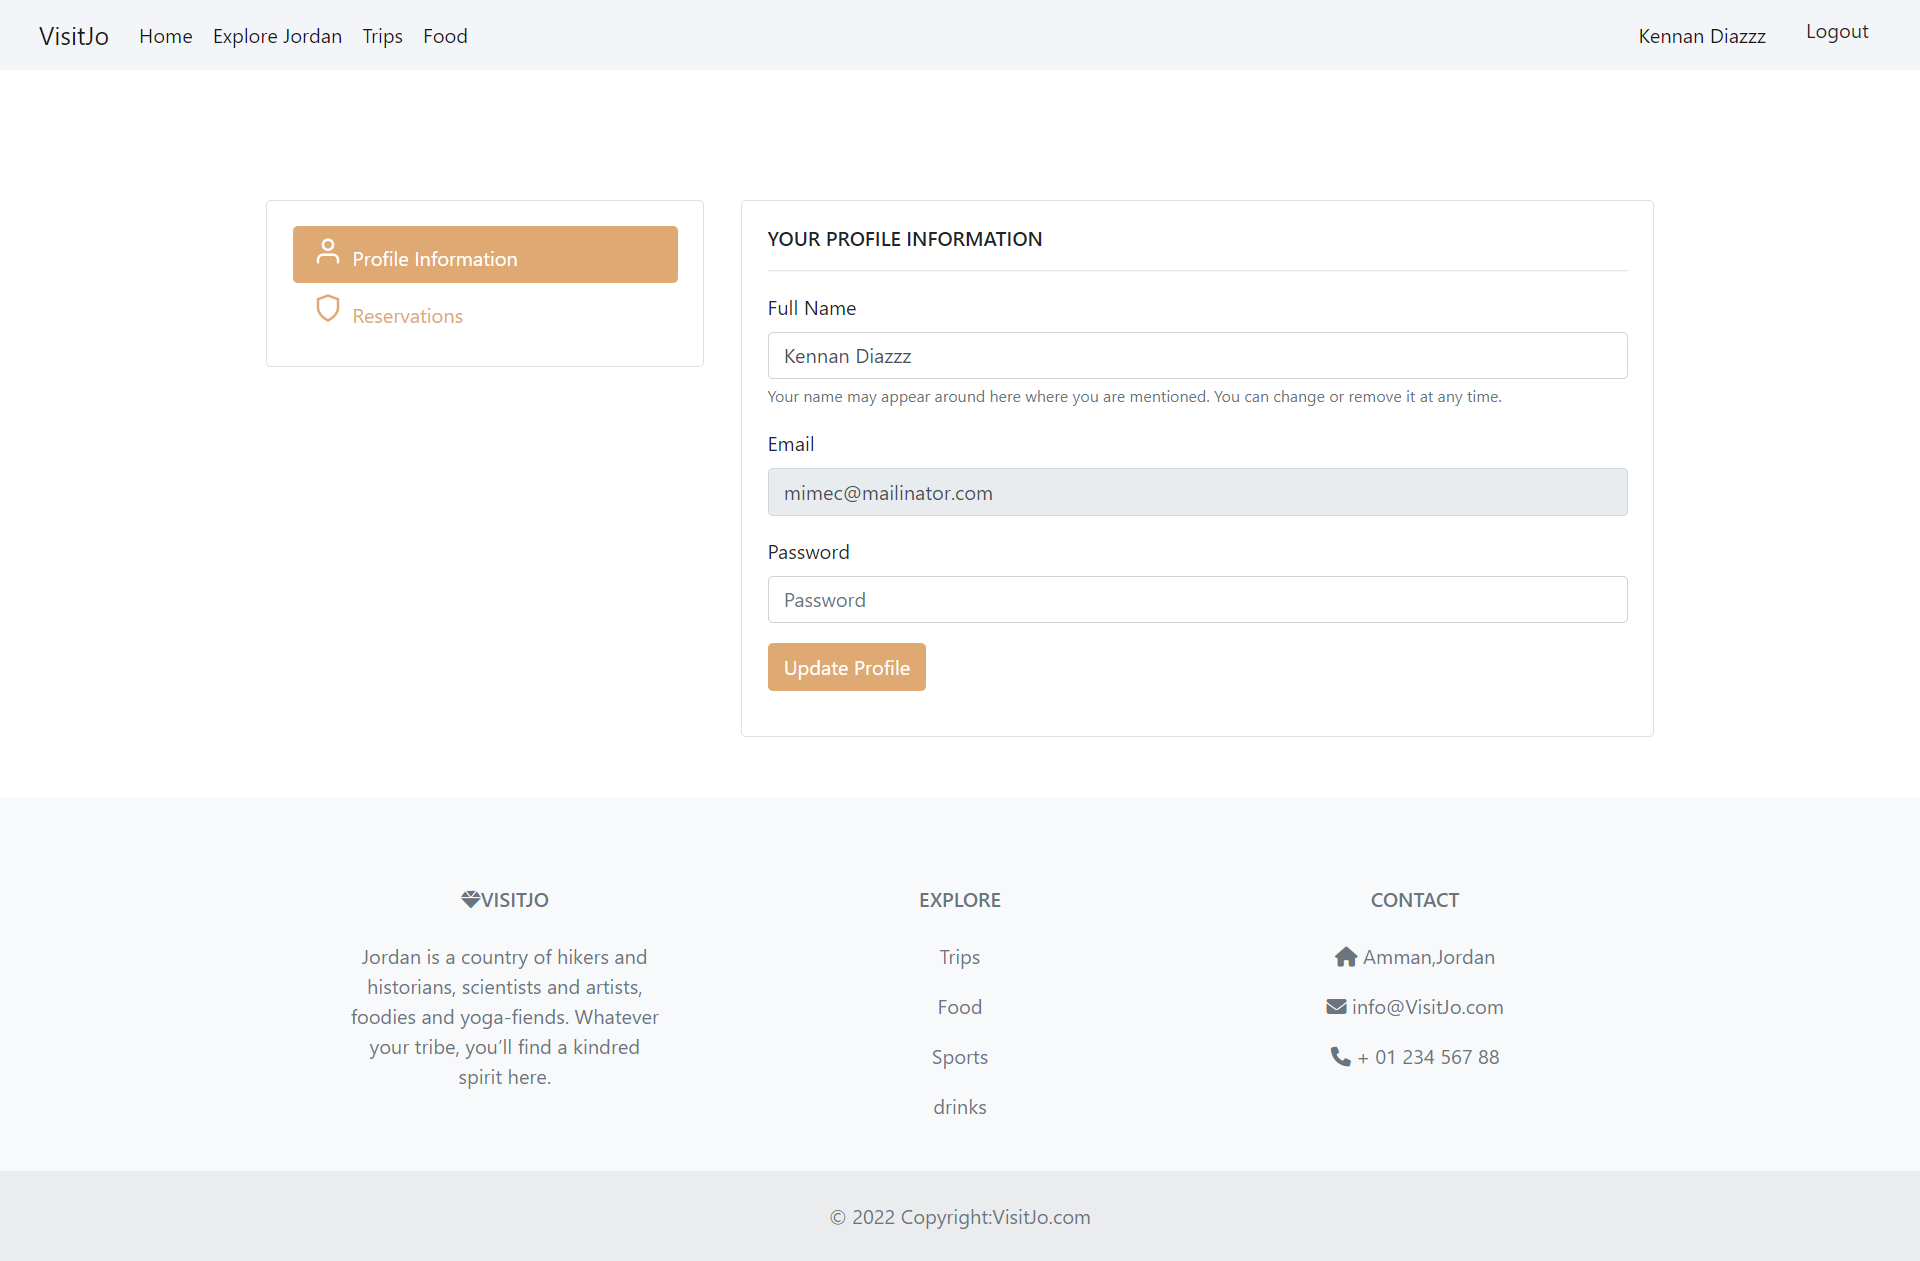 VisitJo Home Explore Jordan Trips Food Kennan Diazzz Logout
Profile Information
Reservations
YOUR PROFILE INFORMATION
Full Name
Kennan Diazzz
Your name may appear around here where you are mentioned. You can change or remove it at any time.
Email
mimec@mailinator.com
Password
Password
Update Profile
VISITJO
Jordan is a country of hikers and
historians, scientists and artists,
foodies and yoga-fiends. Whatever
your tribe, you’ll find a kindred
spirit here.
EXPLORE
Trips
Food
Sports
drinks
CONTACT
Amman,Jordan
info@VisitJo.com
+ 01 234 567 88
© 2022 Copyright:VisitJo.com